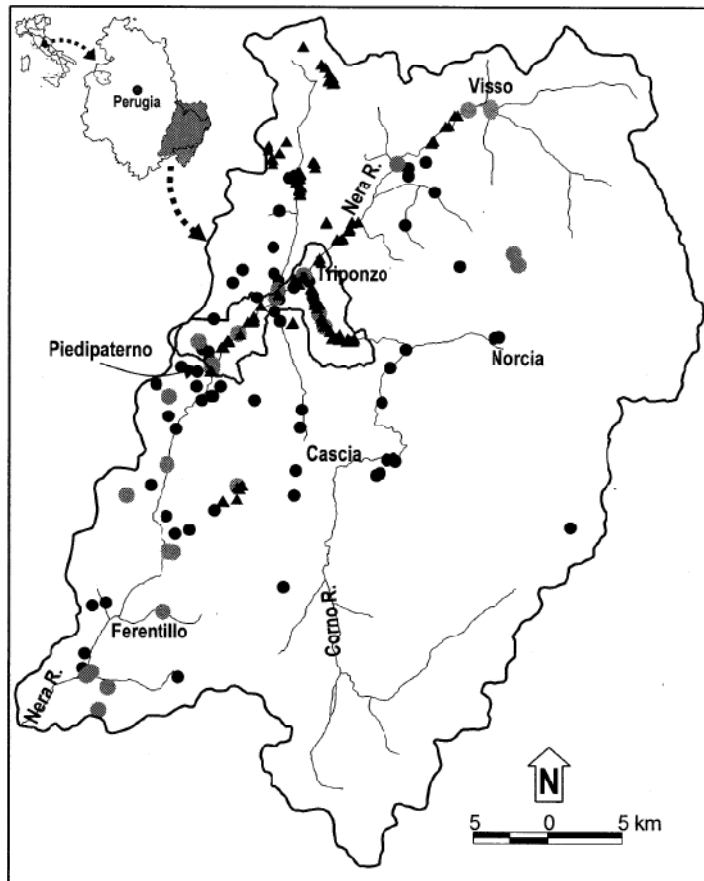 Perugia
Visso
Nera R.
Triponzo
Piedipaterno
Norcia
Cascia
Corno R.
Ferentillo
Nera R.
N
5 0 5 km